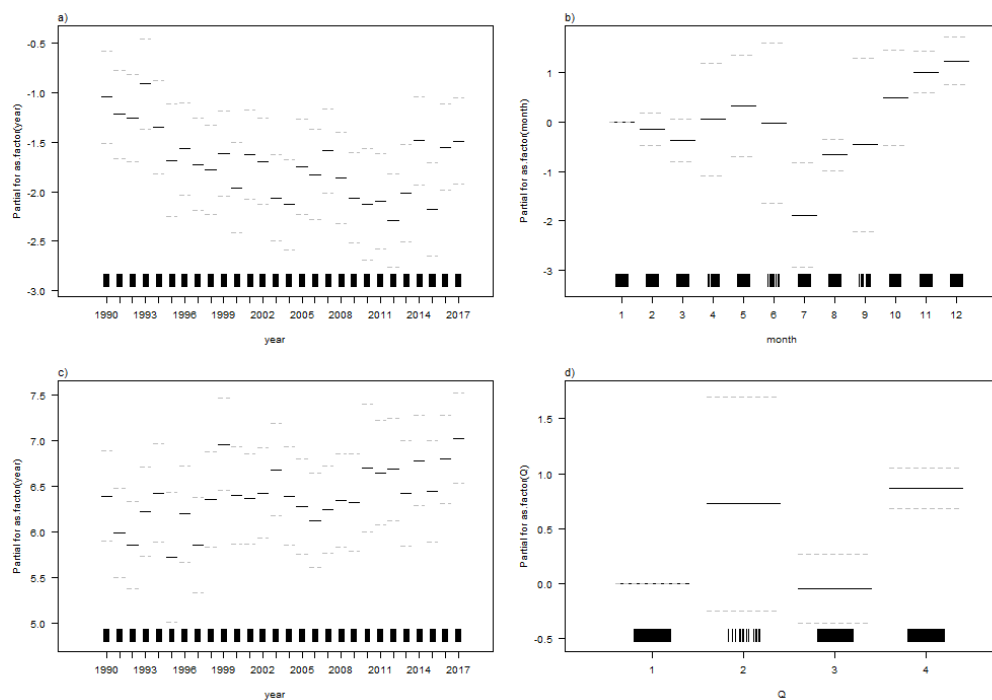 a)
Partial for as.factor(year)
-0.5
-1.0
-1.5
-2.0
-2.5
-3.0
1990 1993 1996 1999 2002 2005 2008 2011 2014 2017
year
b)
Partial for as.factor(month)
1
0
-1
-2
-3
1 2 3 4 5 6 7 8 9 10 11 12
month
c)
Partial for as.factor(year)
7.5
7.0
6.5
6.0
5.5
5.0
1990 1993 1996 1999 2002 2005 2008 2011 2014 2017
year
d)
Partial for as.factor(Q)
1.5
1.0
0.5
0.0
-0.5
1 2 3 4
Q